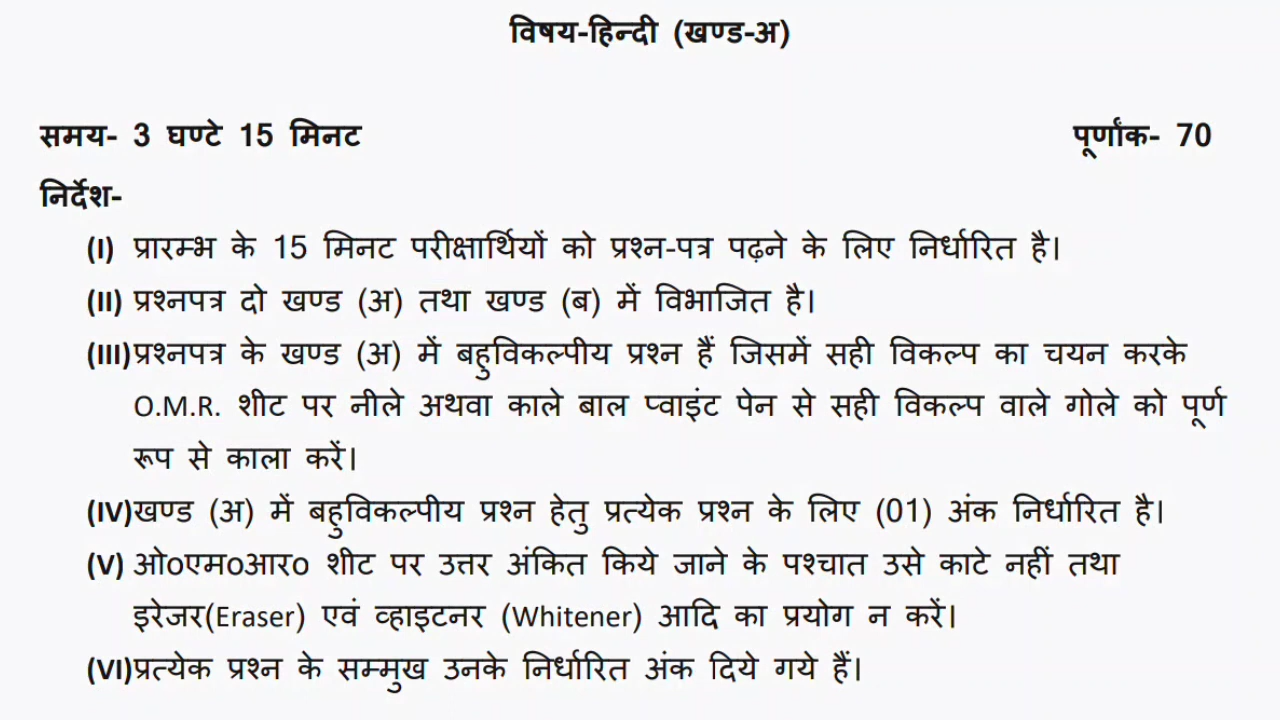 विषय-हिन्दी (खण्ड-अ)
समय- 3 घण्टे 15 मिनट पूर्णांक- 70
निर्देश-
(I) प्रारम्भ के 15 मिनट परीक्षार्थियों को प्रश्न-पत्र पढ़ने के लिए निर्धारित है।
(II) प्रश्नपत्र दो खण्ड (अ) तथा खण्ड (ब) में विभाजित है।
(III)प्रश्नपत्र के खण्ड (अ) में बहुविकल्पीय प्रश्न हैं जिसमें सही विकल्प का चयन करके
O.M.R. शीट पर नीले अथवा काले बाल प्वाइंट पेन से सही विकल्प वाले गोले को पूर्ण
रूप से काला करें।
(IV)खण्ड (अ) में बहुविकल्पीय प्रश्न हेतु प्रत्येक प्रश्न के लिए (01) अंक निर्धारित है।
(V) ओoएमoआरo शीट पर उत्तर अंकित किये जाने के पश्चात उसे काटे नहीं तथा
इरेजर(Eraser) एवं व्हाइटनर (Whitener) आदि का प्रयोग न करें।
(VI)प्रत्येक प्रश्न के सम्मुख उनके निर्धारित अंक दिये गये हैं।